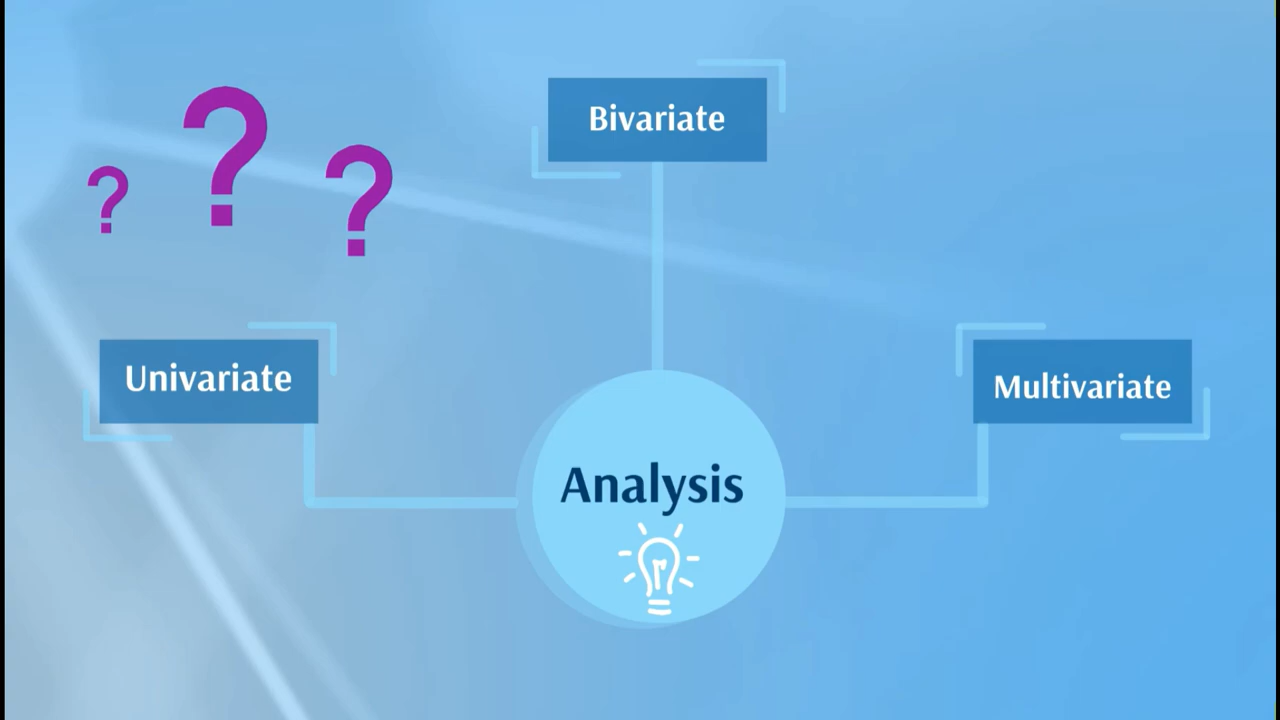 ? ? ?
Bivariate
Univariate
Multivariate
Analysis